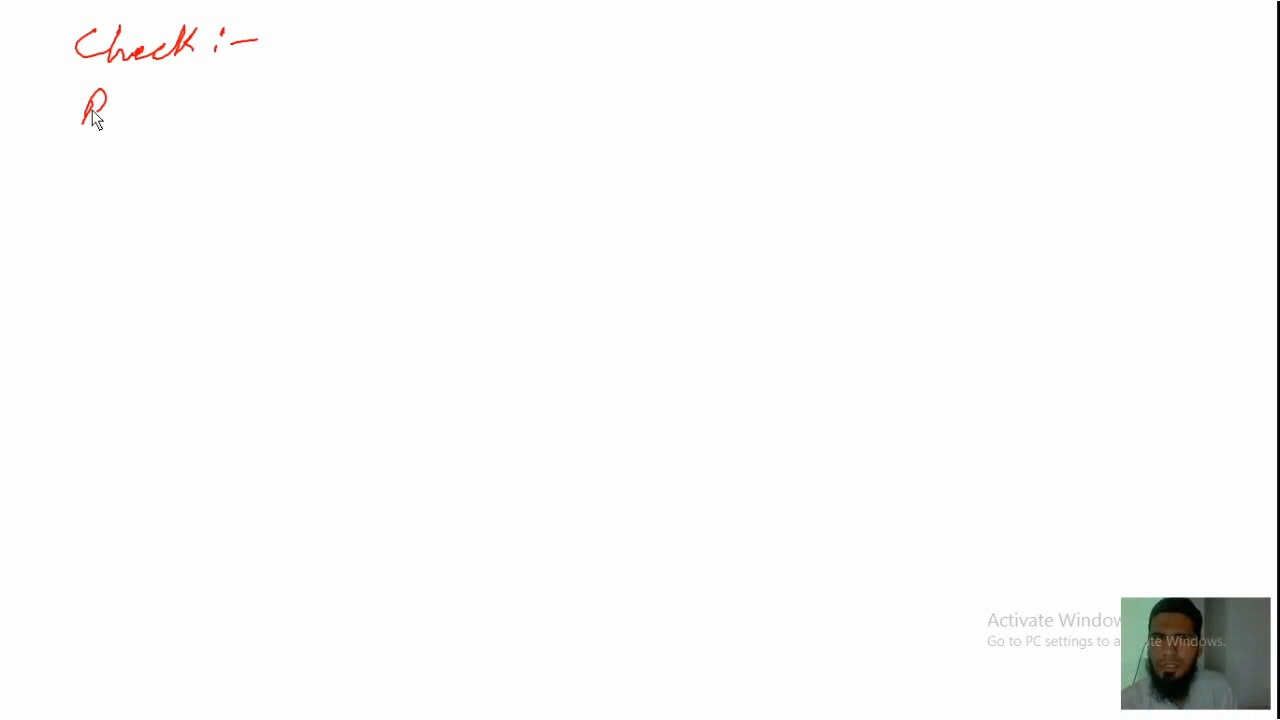 Check :-
P
Activate Windows
Go to PC settings to activate Windows.